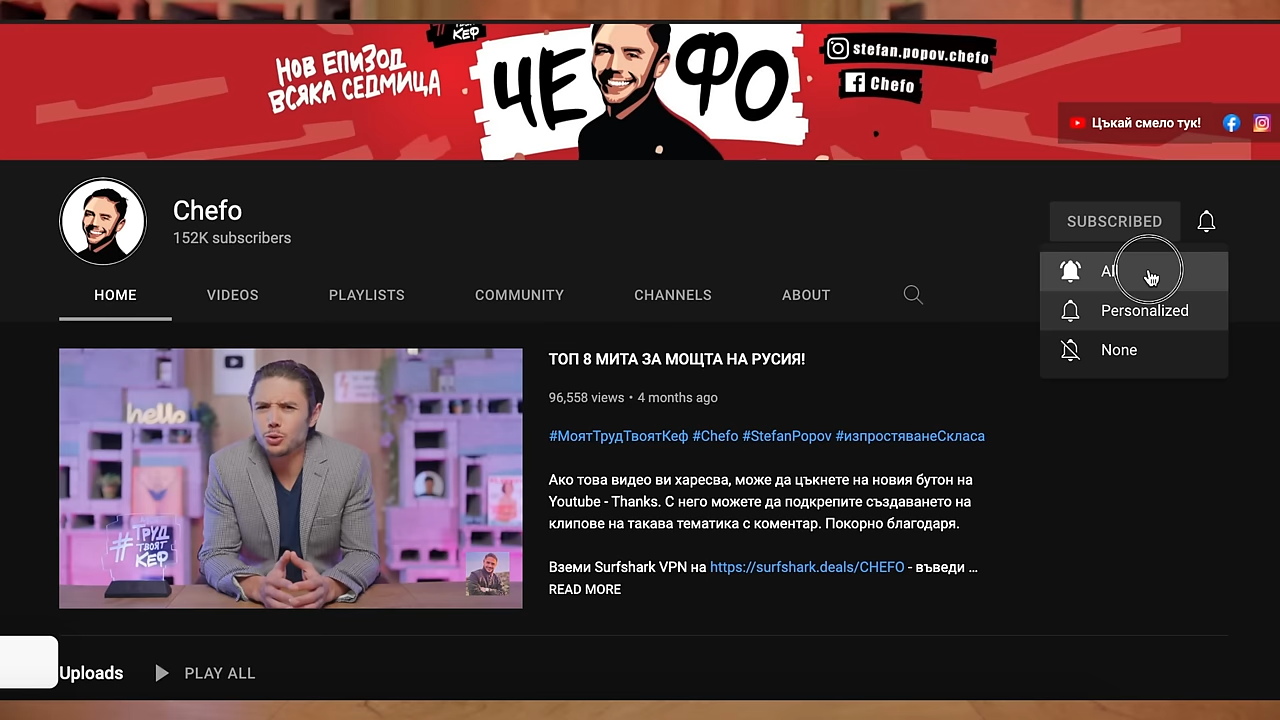 КЕФ
НОВ ЕПИЗОД
ВСЯКА СЕДМИЦА
ЧЕФО
stefan.popov.chefo
Chefo
Цъкай смело тук!
Chefo
152K subscribers
SUBSCRIBED
All
Personalized
None
HOME
VIDEOS
PLAYLISTS
COMMUNITY
CHANNELS
ABOUT
hello
#ТРУД
ТВОЯТ
КЕФ
ТОП 8 МИТА ЗА МОЩТА НА РУСИЯ!
96,558 views • 4 months ago
#МоятТрудТвоятКеф #Chefo #StefanPopov #изпростяванеСкласа
Ако това видео ви харесва, може да цъкнете на новия бутон на
Youtube - Thanks. С него можете да подкрепите създаването на
клипове на такава тематика с коментар. Покорно благодаря.
Вземи Surfshark VPN на https://surfshark.deals/CHEFO - въведи ...
READ MORE
Uploads
PLAY ALL